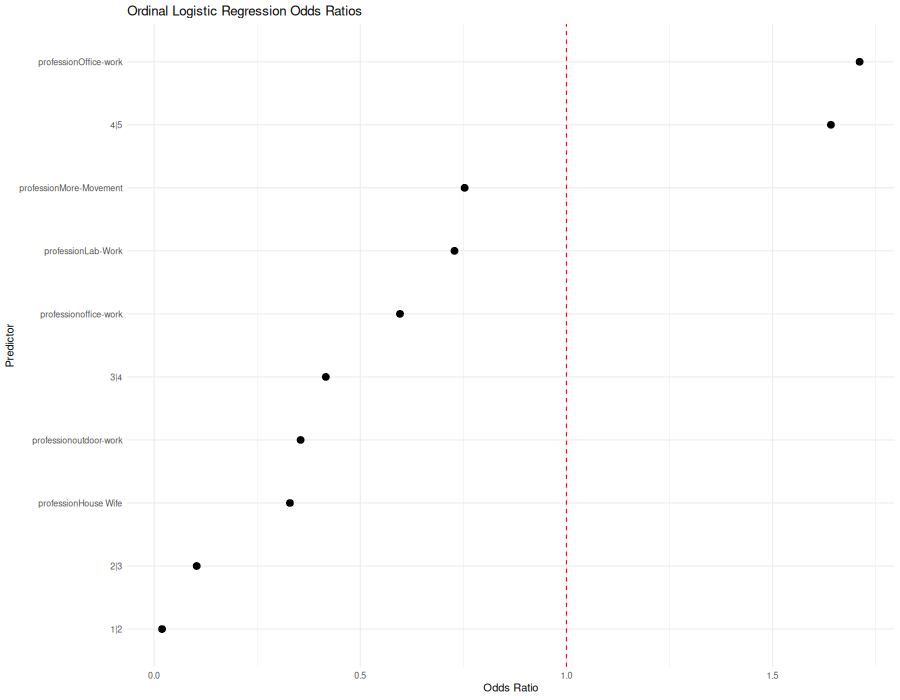 Ordinal Logistic Regression Odds Ratios
professionOffice-work
4|5
professionMore-Movement
professionLab-Work
professionoffice-work
3|4
professionoutdoor-work
professionHouse Wife
2|3
1|2
Predictor
0.0 0.5 1.0 1.5
Odds Ratio